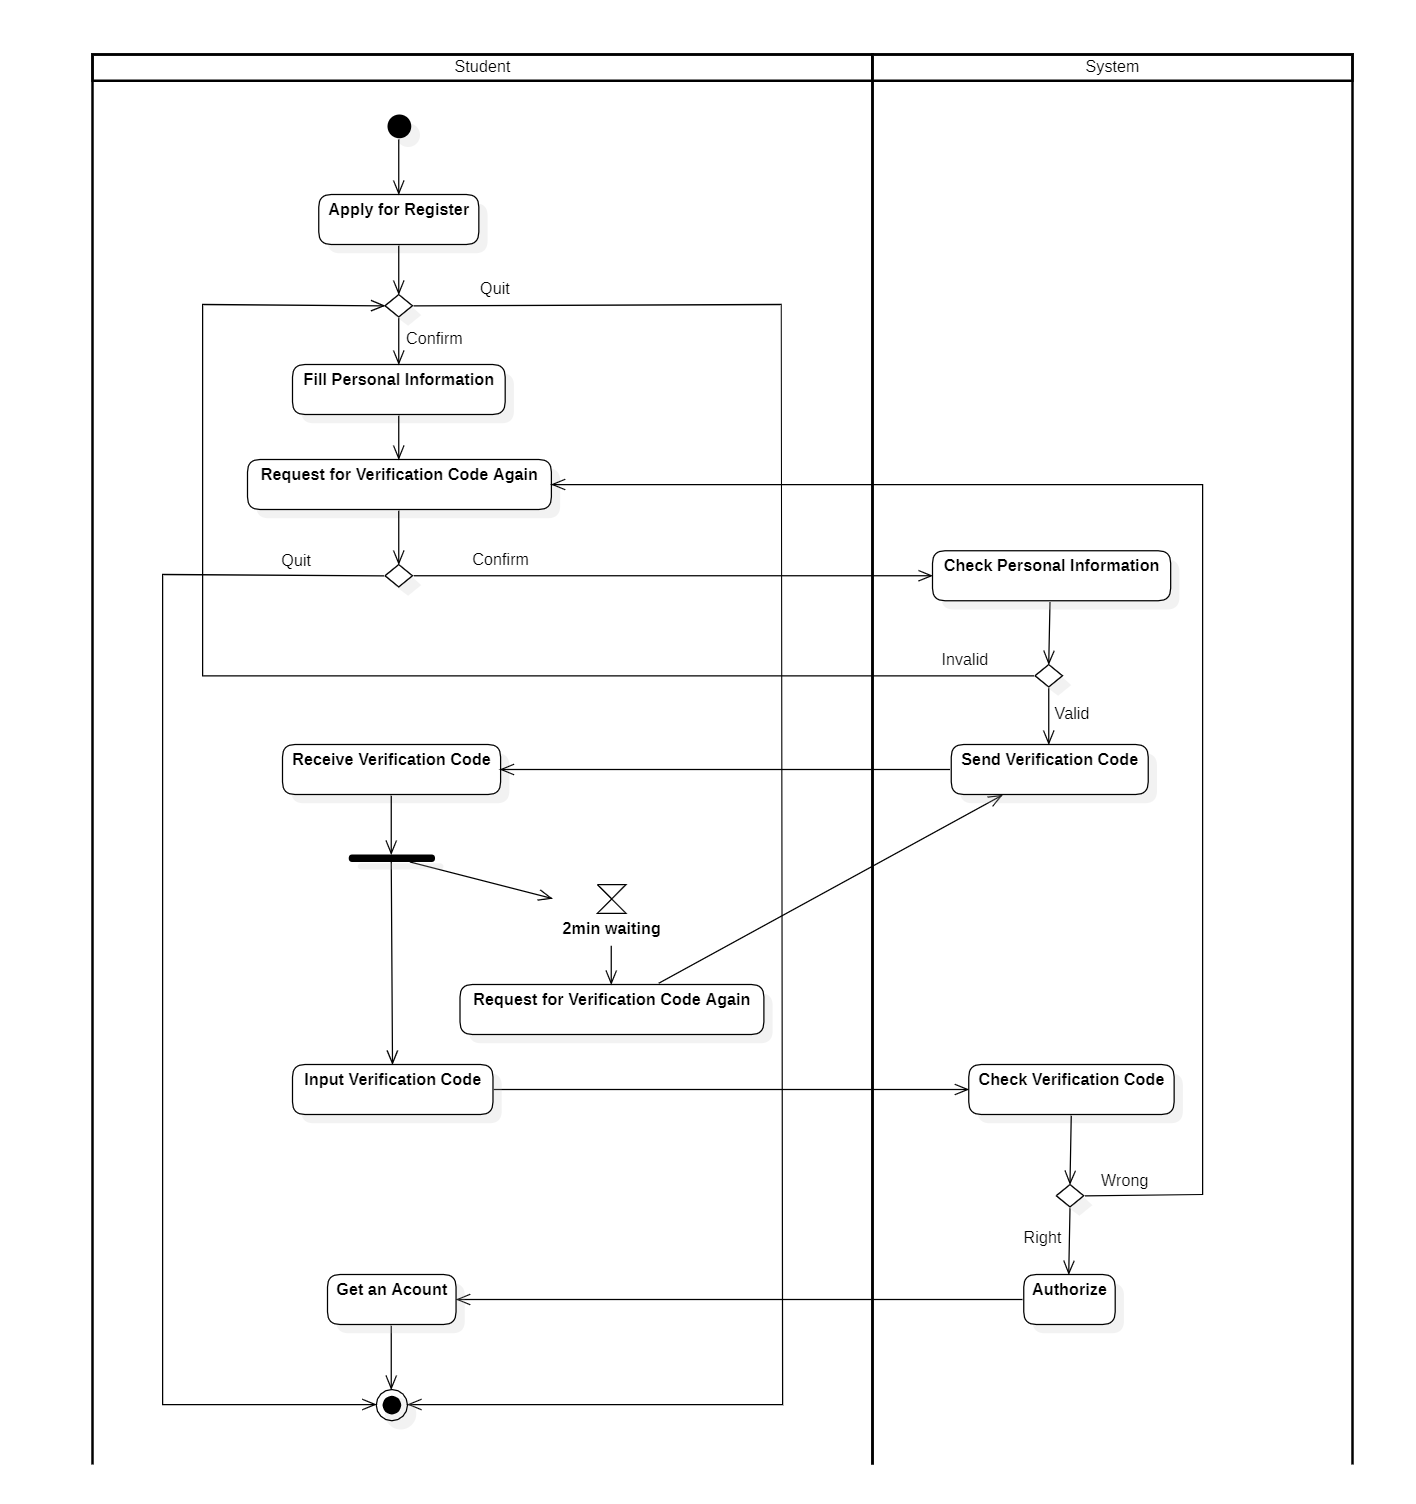 Student
System
Apply for Register
Quit
Confirm
Fill Personal Information
Request for Verification Code Again
Quit
Confirm
Check Personal Information
Invalid
Valid
Receive Verification Code
Send Verification Code
2min waiting
Request for Verification Code Again
Input Verification Code
Check Verification Code
Wrong
Right
Get an Acount
Authorize